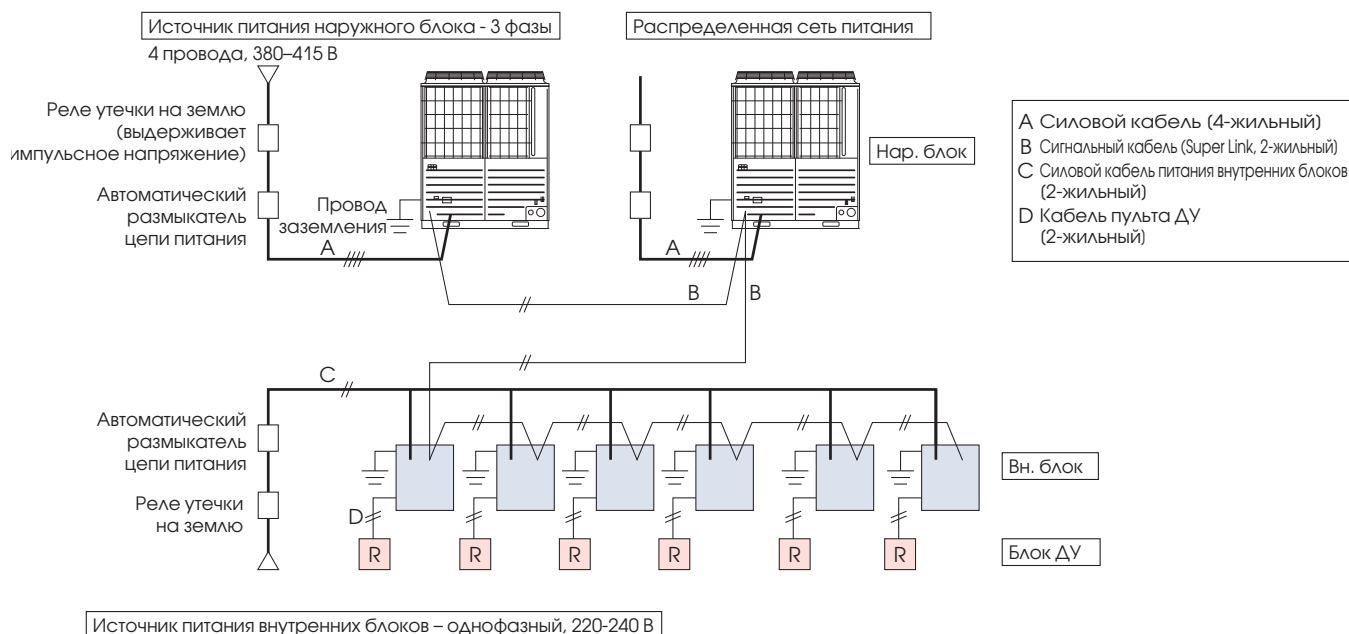 Источник питания наружного блока - 3 фазы
4 провода, 380–415 В
Распределенная сеть питания
Реле утечки на землю
(выдерживает
импульсное напряжение)
Автоматический
размыкатель
цепи питания
Провод
заземления
A
A
Нар. блок
A Силовой кабель (4-жильный)
B Сигнальный кабель (Super Link, 2-жильный)
C Силовой кабель питания внутренних блоков
(2-жильный)
D Кабель пульта ДУ
(2-жильный)
B
B
C
Автоматический
размыкатель
цепи питания
Реле утечки
на землю
Вн. блок
D
R
R
R
R
R
R
Блок ДУ
Источник питания внутренних блоков – однофазный, 220-240 В